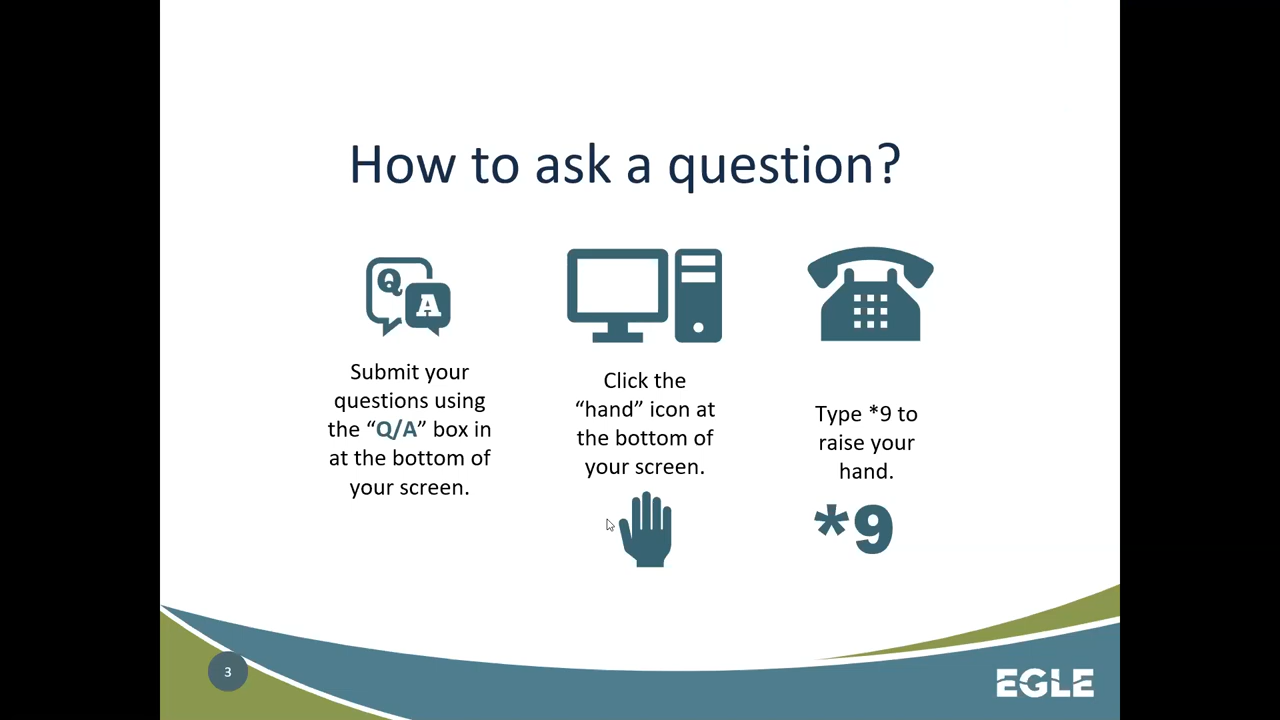 How to ask a question?
Q
A
Submit your
questions using
the “Q/A” box in
at the bottom of
your screen.
Click the
“hand” icon at
the bottom of
your screen.
Type *9 to
raise your
hand.
*9
3
EGLE